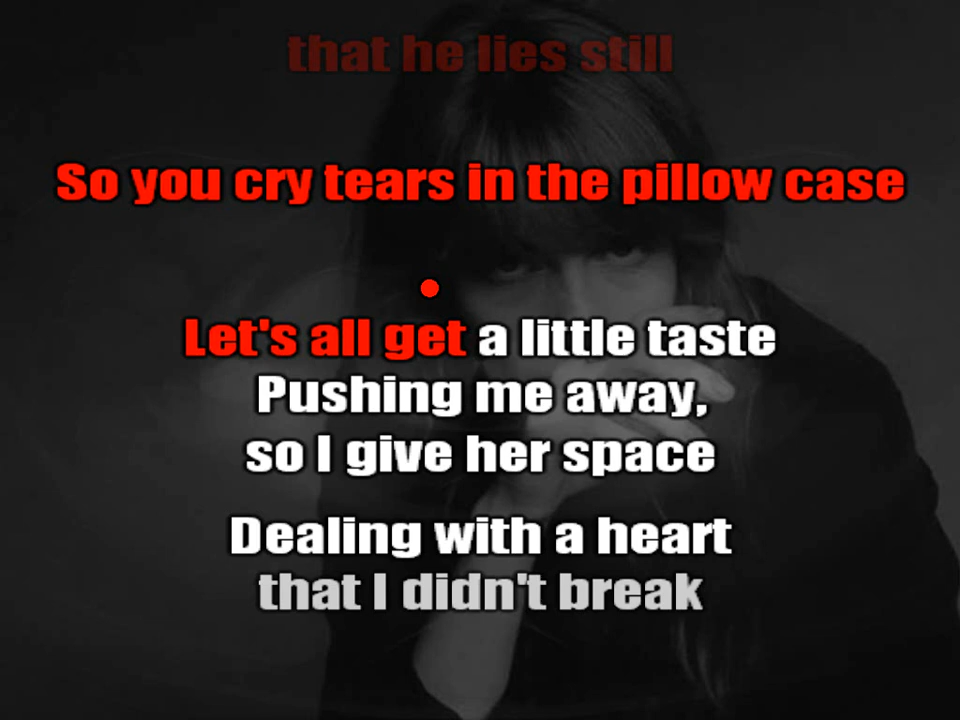 that he lies still
So you cry tears in the pillow case
Let's all get a little taste
Pushing me away,
so I give her space
Dealing with a heart
that I didn't break